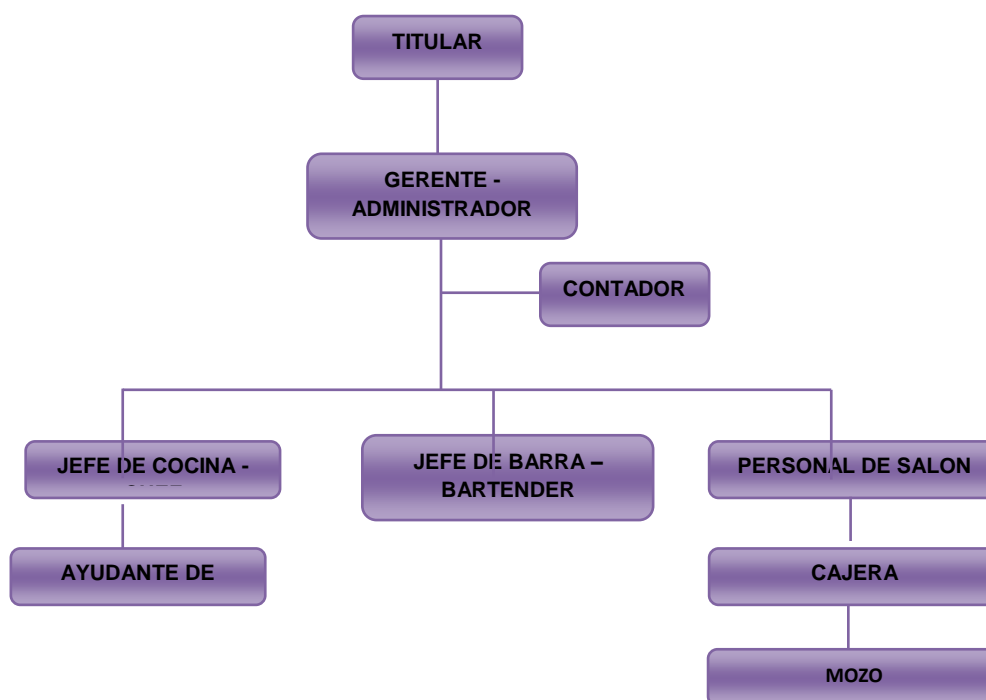 TITULAR
GERENTE -
ADMINISTRADOR
CONTADOR
JEFE DE COCINA -
JEFE DE BARRA –
BARTENDER
PERSONAL DE SALON
AYUDANTE DE
CAJERA
MOZO